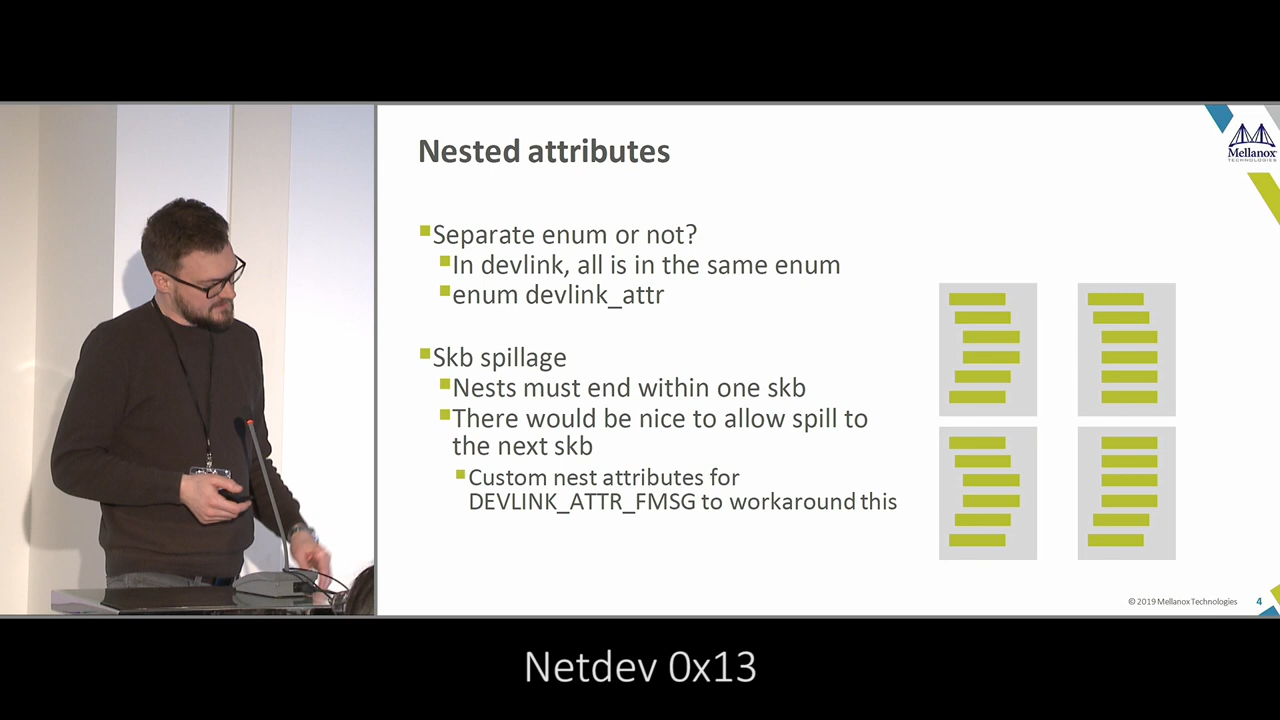 Nested attributes
Mellanox
TECHNOLOGIES
Separate enum or not?
In devlink, all is in the same enum
enum devlink_attr
Skb spillage
Nests must end within one skb
There would be nice to allow spill to
the next skb
Custom nest attributes for
DEVLINK_ATTR_FMSG to workaround this
© 2019 Mellanox Technologies
4
Netdev 0x13